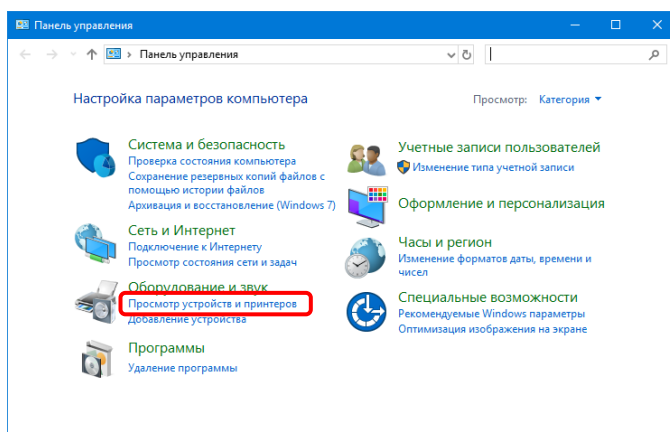 Панель управления
Панель управления
Настройка параметров компьютера
Просмотр: Категория
Система и безопасность
Проверка состояния компьютера
Сохранение резервных копий файлов с
помощью истории файлов
Архивация и восстановление (Windows 7)
Сеть и Интернет
Подключение к Интернету
Просмотр состояния сети и задач
Оборудование и звук
Просмотр устройств и принтеров
Добавление устройства
Программы
Удаление программы
Учетные записи пользователей
Изменение типа учетной записи
Оформление и персонализация
Часы и регион
Изменение форматов даты, времени и
чисел
Специальные возможности
Рекомендуемые Windows параметры
Оптимизация изображения на экране